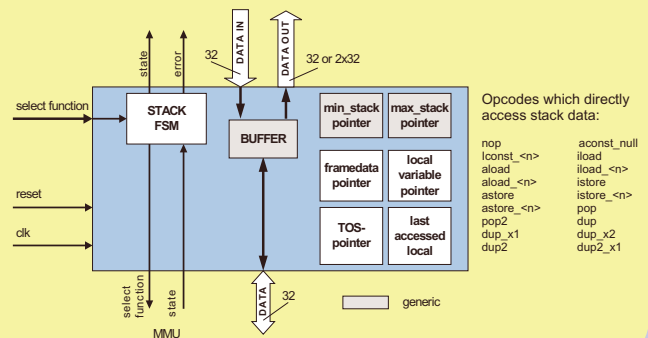 state
error
32
DATA IN
DATA OUT
32 or 2x32
select function
STACK
FSM
BUFFER
min_stack
pointer
max_stack
pointer
framedata
pointer
local
variable
pointer
TOS-
pointer
last
accessed
local
reset
clk
select
function
state
MMU
DATA
32
generic
Opcodes which directly
access stack data:
nop aconst_null
lconst_<n> iload
aload iload_<n>
aload_<n> istore
astore istore_<n>
astore_<n> pop
pop2 dup
dup_x1 dup_x2
dup2 dup2_x1